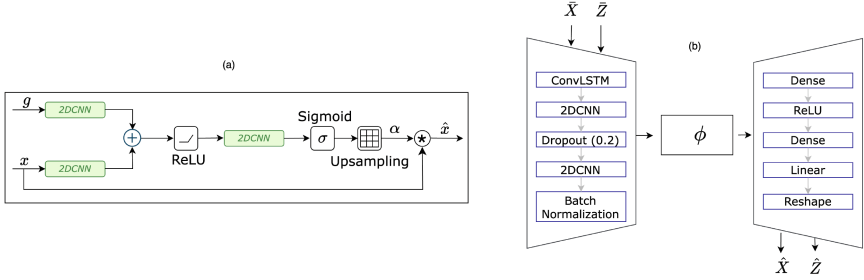 (a)
g
2DCNN
x
2DCNN
+
ReLU
2DCNN
Sigmoid
σ
Upsampling
α
*
x̂
(b)
X̄
Z̄
ConvLSTM
2DCNN
Dropout (0.2)
2DCNN
Batch
Normalization
ϕ
Dense
ReLU
Dense
Linear
Reshape
X̂
Ẑ